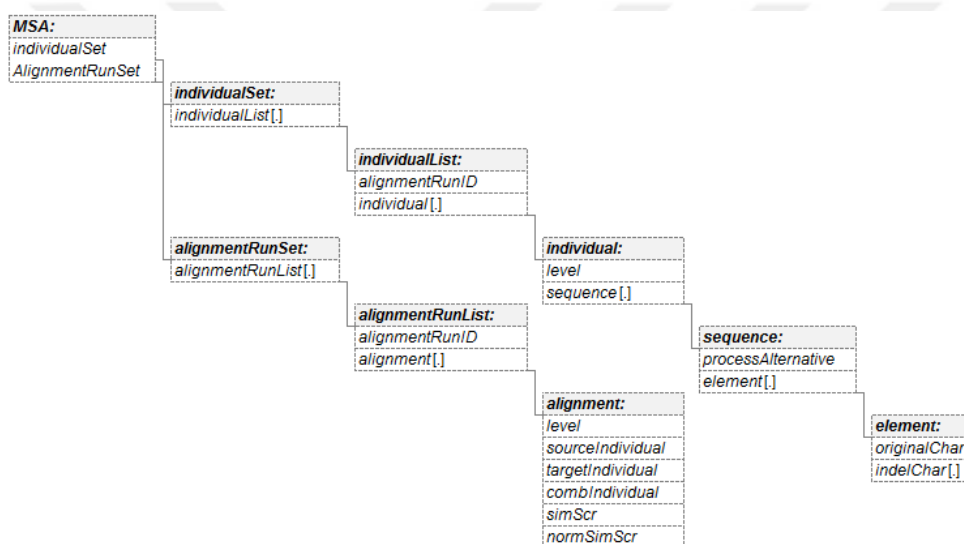 MSA:
individualSet
AlignmentRunSet
individualSet:
individualList[.]
individualList:
alignmentRunID
individual[.]
alignmentRunSet:
alignmentRunList[.]
individual:
level
sequence[.]
alignmentRunList:
alignmentRunID
alignment[.]
sequence:
processAlternative
element[.]
alignment:
level
sourceIndividual
targetIndividual
combIndividual
simScr
normSimScr
element:
originalChar
indelChar[.]